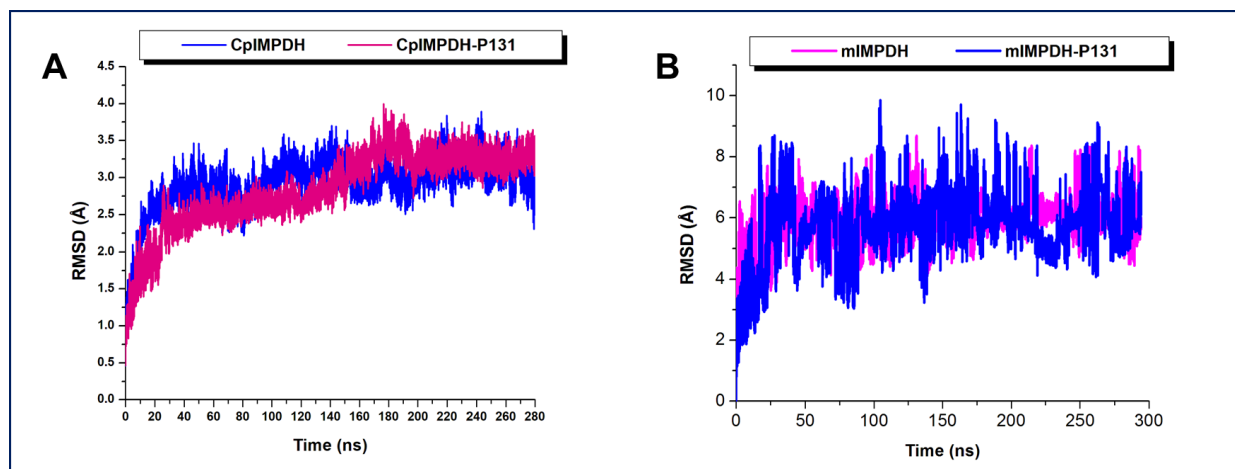 A
CpIMPDH CpIMPDH-P131
RMSD (Å)
4.5
4.0
3.5
3.0
2.5
2.0
1.5
1.0
0.5
0.0
0 20 40 60 80 100 120 140 160 180 200 220 240 260 280
Time (ns)
B
mIMPDH mIMPDH-P131
RMSD (Å)
10
8
6
4
2
0
0 50 100 150 200 250 300
Time (ns)